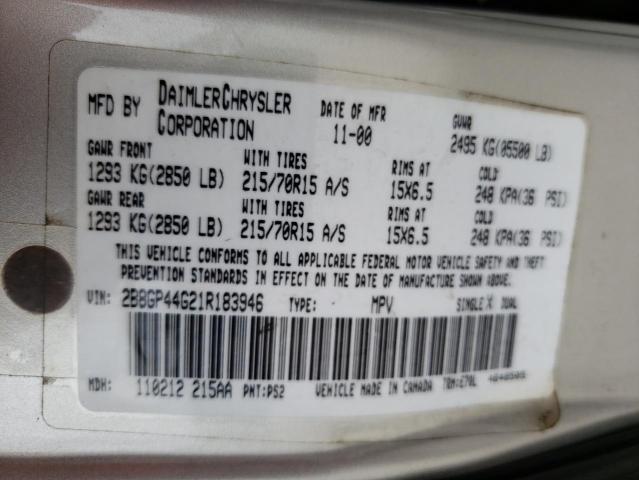 MFD BY DAIMLERCHRYSLER CORPORATION DATE OF MFR 11-00 GVWR 2495 KG(05500 LB)
GAWR FRONT WITH TIRES RIMS AT COLD
1293 KG(2850 LB) 215/70R15 A/S 15X6.5 248 KPA(36 PSI)
GAWR REAR WITH TIRES RIMS AT COLD
1293 KG(2850 LB) 215/70R15 A/S 15X6.5 248 KPA(36 PSI)
THIS VEHICLE CONFORMS TO ALL APPLICABLE FEDERAL MOTOR VEHICLE SAFETY AND THEFT
PREVENTION STANDARDS IN EFFECT ON THE DATE OF MANUFACTURE SHOWN ABOVE.
VIN: 2B8GP44G21R183946 TYPE: MPV SINGLE X DUAL
MDH: 110212 215AA PNT:PS2 VEHICLE MADE IN CANADA TRM:E7DL